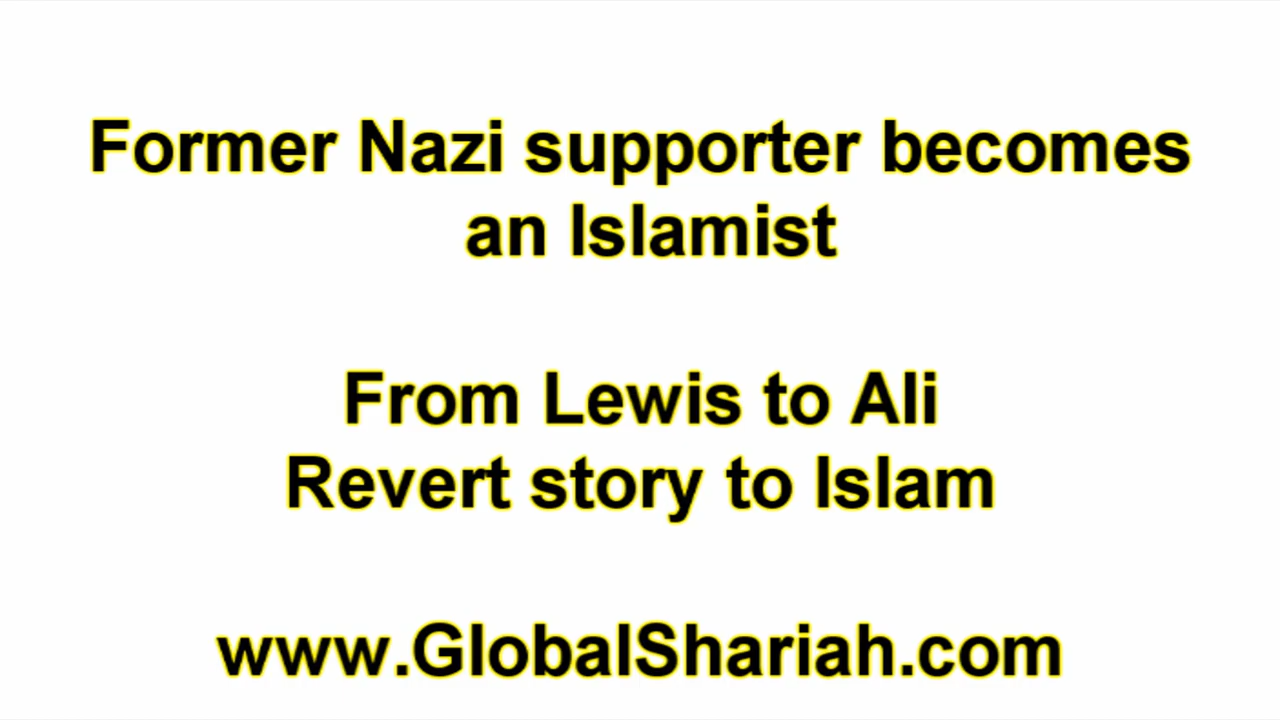 Former Nazi supporter becomes
an Islamist
From Lewis to Ali
Revert story to Islam
www.GlobalShariah.com